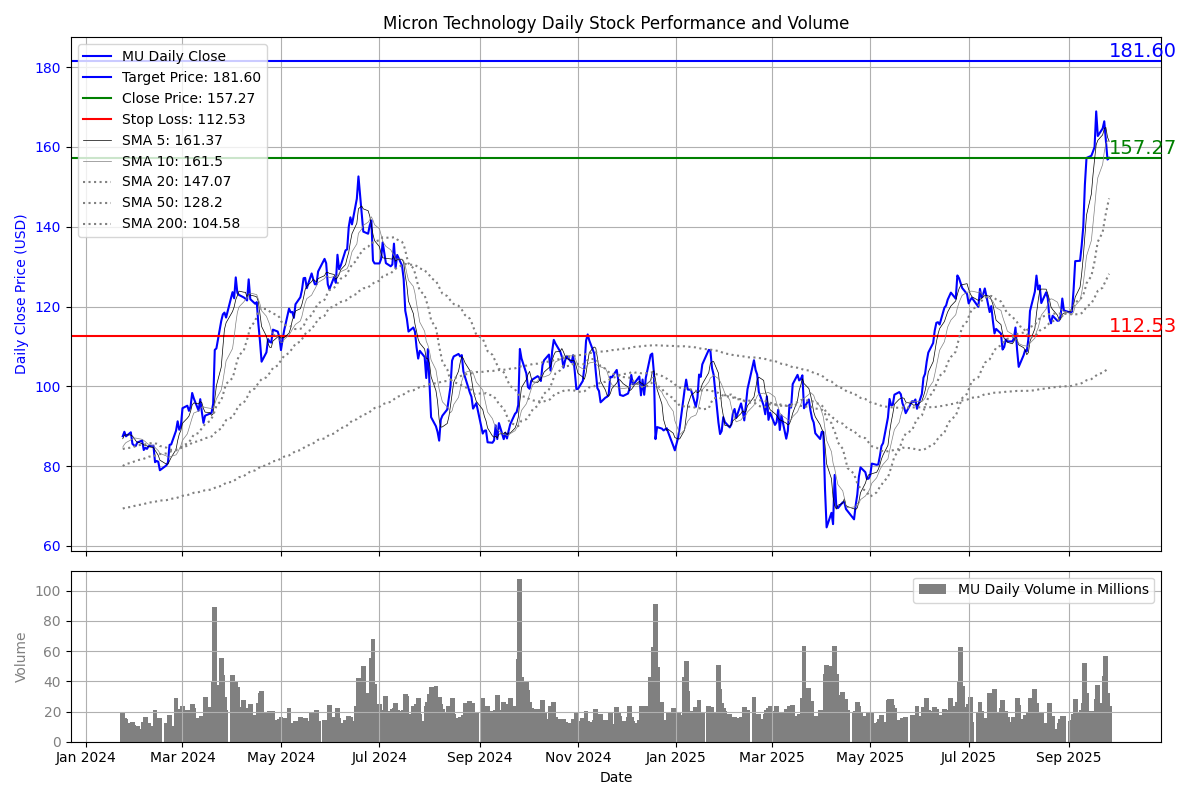 Micron Technology Daily Stock Performance and Volume
181.60
180
MU Daily Close
Target Price: 181.60
Close Price: 157.27
Stop Loss: 112.53
SMA 5: 161.37
SMA 10: 161.5
SMA 20: 147.07
SMA 50: 128.2
SMA 200: 104.58
160
157.27
140
120
112.53
100
80
60
Daily Close Price (USD)
MU Daily Volume in Millions
100
80
60
40
20
0
Volume
Jan 2024 Mar 2024 May 2024 Jul 2024 Sep 2024 Nov 2024 Jan 2025 Mar 2025 May 2025 Jul 2025 Sep 2025
Date